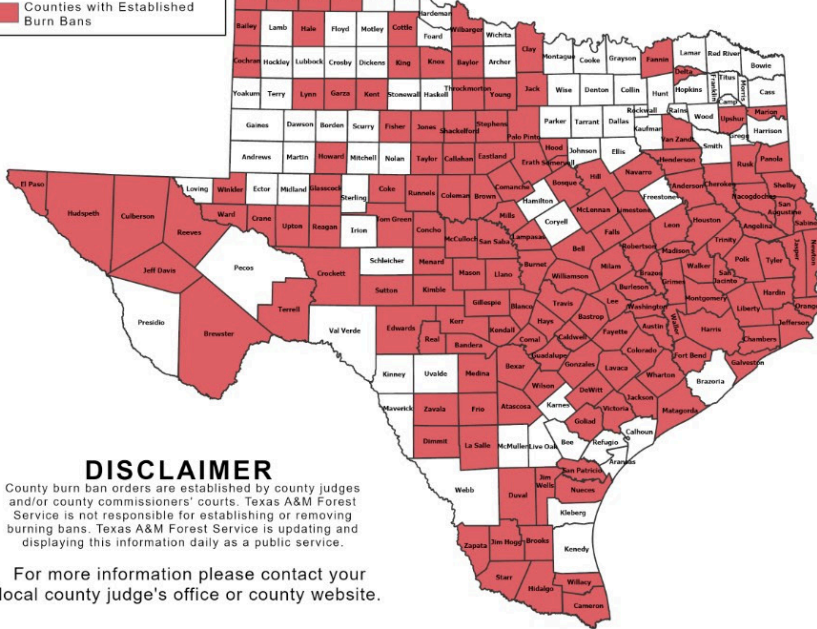 Counties with Established
Burn Bans
Hardeman
Bailey Lamb Hale Floyd Motley Cottle Foard Wilbarger Wichita
Clay Montague Cooke Grayson Fannin Lamar Red River
Bowie
Cochran Hockley Lubbock Crosby Dickens King Knox Baylor Archer
Delta Titus
Franklin Morris
Yoakum Terry Lynn Garza Kent Stonewall Haskell Throckmorton Young Jack Wise Denton Collin Hunt Hopkins Cass
Camp
Rockwall Rains Wood Upshur Marion
Gaines Dawson Borden Scurry Fisher Jones Shackelford Stephens Palo Pinto Parker Tarrant Dallas Kaufman Van Zandt Gregg Harrison
Andrews Martin Howard Mitchell Nolan Taylor Callahan Eastland Erath Hood Somervell Johnson Ellis Henderson Smith Rusk Panola
El Paso Loving Winkler Ector Midland Glasscock Sterling Coke Runnels Coleman Brown Comanche Bosque Hill Navarro Freestone Anderson Cherokee Nacogdoches Shelby
San
Augustine
Sabine
Hudspeth Culberson Reeves Ward Crane Upton Reagan Irion Tom Green Concho McCulloch San Saba Mills Hamilton Coryell McLennan Limestone Leon Houston Angelina
Lampasas Falls Robertson Madison Trinity Polk Tyler Jasper Newton
Jeff Davis Pecos Crockett Schleicher Menard Mason Llano Burnet Bell Milam Brazos Grimes Walker San
Jacinto
Hardin
Orange
Sutton Kimble Williamson Burleson Washington Montgomery Liberty
Presidio Brewster Terrell Val Verde Edwards Kerr Gillespie Blanco Travis Lee Bastrop Austin Waller Harris Jefferson
Chambers
Real Bandera Kendall Hays Comal Caldwell Fayette Colorado Fort Bend Galveston
Kinney Uvalde Medina Bexar Guadalupe Gonzales Lavaca Wharton Brazoria
Maverick Zavala Frio Atascosa Wilson Karnes DeWitt Jackson Matagorda
Victoria
Goliad
Calhoun
Dimmit La Salle McMullen Live Oak Bee Refugio
Aransas
San Patricio
Webb Duval Jim
Wells
Nueces
Kleberg
Zapata Jim Hogg Brooks Kenedy
Starr Hidalgo Willacy
Cameron
DISCLAIMER
County burn ban orders are established by county judges
and/or county commissioners' courts. Texas A&M Forest
Service is not responsible for establishing or removing
burning bans. Texas A&M Forest Service is updating and
displaying this information daily as a public service.
For more information please contact your
local county judge's office or county website.